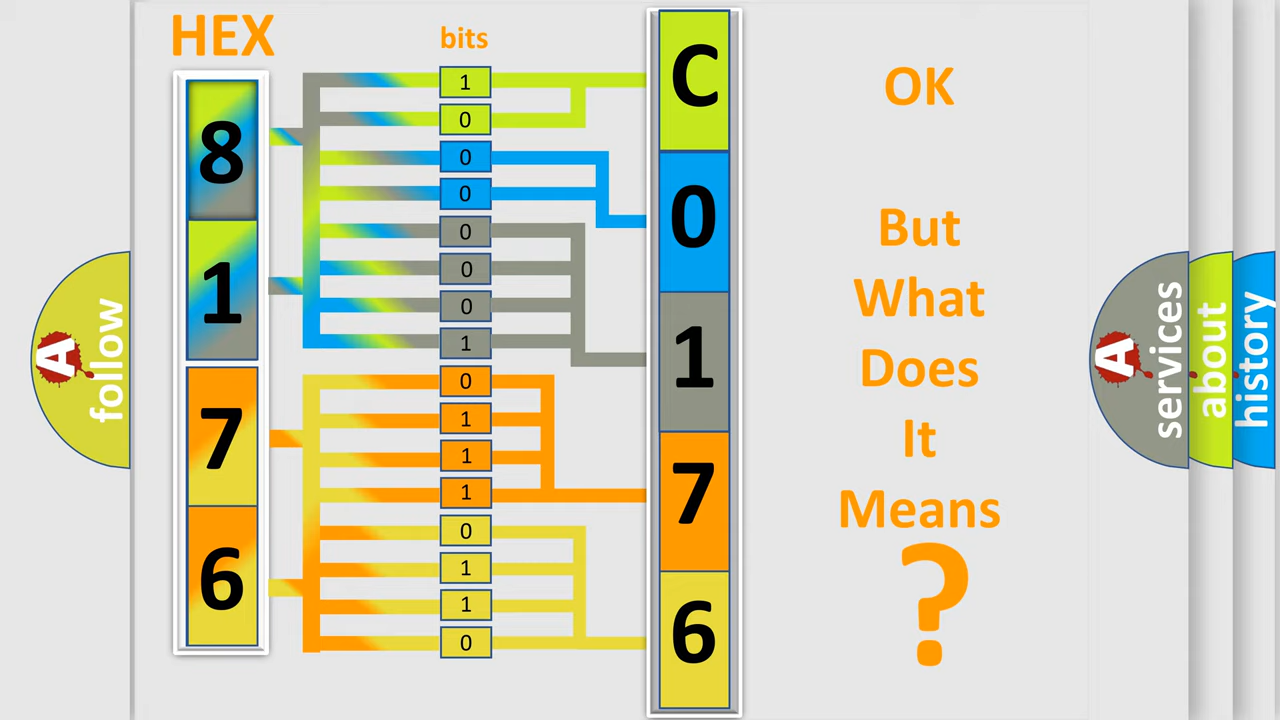 HEX
bits
8
1
7
6
1
0
0
0
0
0
0
1
0
1
1
1
0
1
1
0
C
0
1
7
6
OK
But
What
Does
It
Means
?
A
follow
A
services
about
history